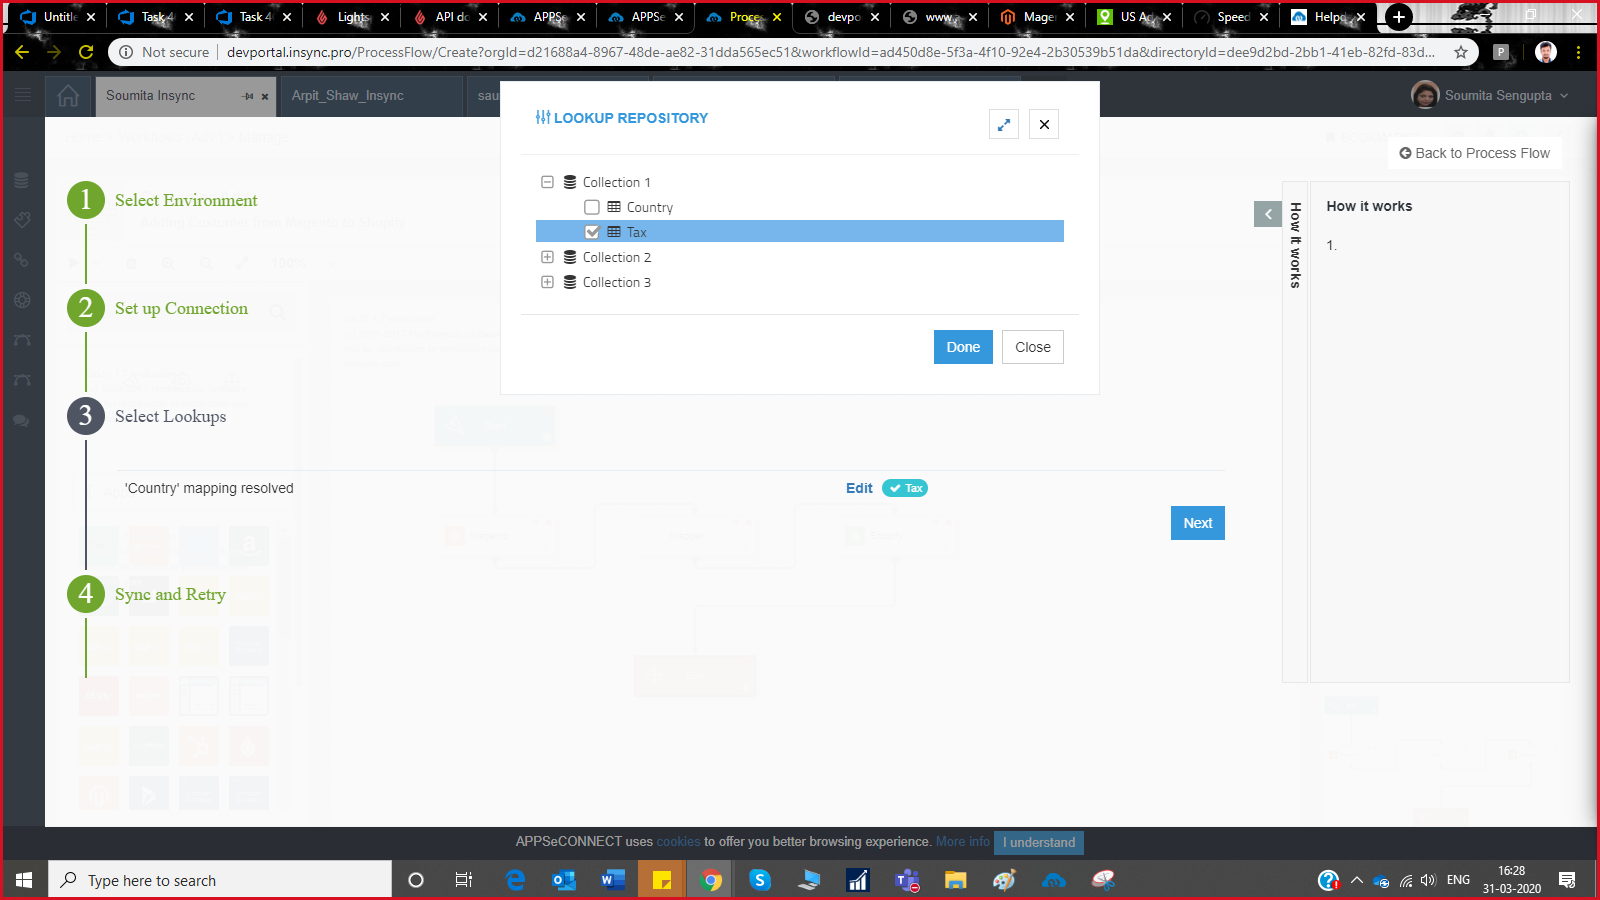 Untitle
Task 4
Task 4
Lights
API do
APPSe
APPSe
Proces
devpo
www.
Mage
US Ad
Speed
Helpd
Not secure
devportal.insync.pro/ProcessFlow/Create?orgId=d21688a4-8967-48de-ae82-31dda565ec51&workflowId=ad450d8e-5f3a-4f10-92e4-2b30539b51da&directoryId=dee9d2bd-2bb1-41eb-82fd-83d...
P
Soumita Insync
Arpit_Shaw_Insync
sau
Soumita Sengupta
LOOKUP REPOSITORY
Back to Process Flow
Collection 1
Country
Tax
Collection 2
Collection 3
Done
Close
1 Select Environment
2 Set up Connection
3 Select Lookups
'Country' mapping resolved
Edit
Tax
Next
4 Sync and Retry
How it works
How it works
1.
APPSeCONNECT uses cookies to offer you better browsing experience. More info
I understand
Type here to search
ENG
16:28
31-03-2020